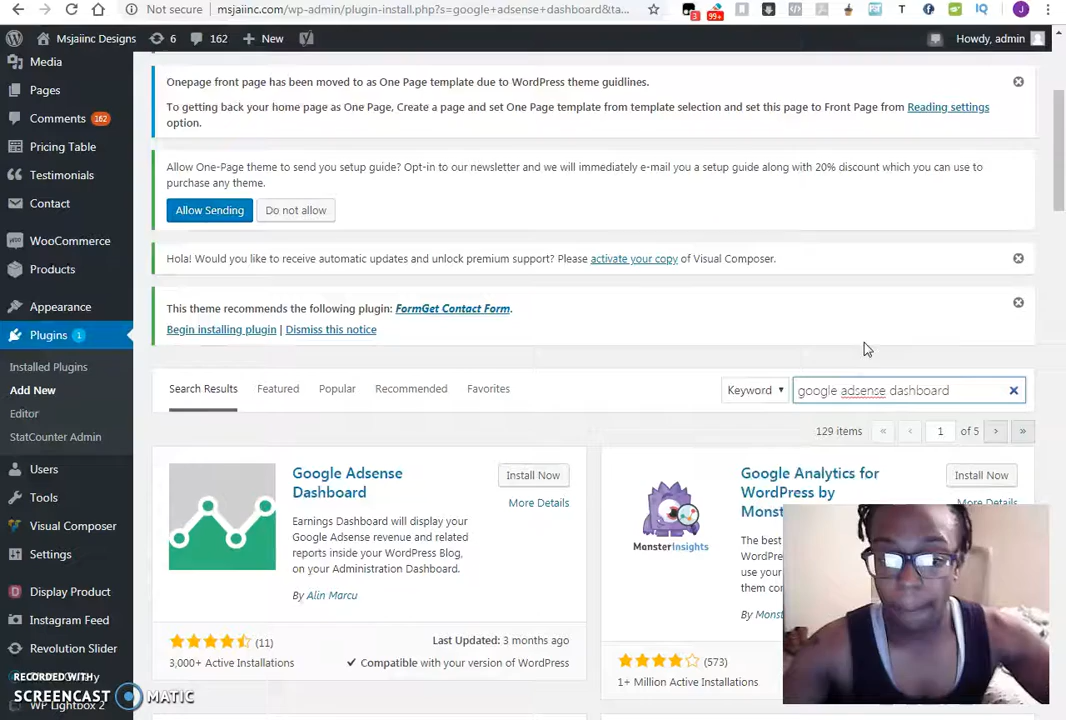 Not secure
msjaiinc.com/wp-admin/plugin-install.php?s=google+adsense+dashboard&ta...
3
99+
PST
T
IQ
J
Msjaiinc Designs
6
162
New
Howdy, admin
Media
Pages
Comments 162
Pricing Table
Testimonials
Contact
WooCommerce
Products
Appearance
Plugins 1
Installed Plugins
Add New
Editor
StatCounter Admin
Users
Tools
Visual Composer
Settings
Display Product
Instagram Feed
Revolution Slider
WP Lightbox 2
Onepage front page has been moved to as One Page template due to WordPress theme guidlines.
To getting back your home page as One Page, Create a page and set One Page template from template selection and set this page to Front Page from Reading settings
option.
Allow One-Page theme to send you setup guide? Opt-in to our newsletter and we will immediately e-mail you a setup guide along with 20% discount which you can use to
purchase any theme.
Allow Sending
Do not allow
Hola! Would you like to receive automatic updates and unlock premium support? Please activate your copy of Visual Composer.
This theme recommends the following plugin: FormGet Contact Form.
Begin installing plugin | Dismiss this notice
Search Results
Featured
Popular
Recommended
Favorites
Keyword
google adsense dashboard
129 items
«
‹
1
of 5
›
»
Google Adsense
Dashboard
Install Now
More Details
Earnings Dashboard will display your
Google Adsense revenue and related
reports inside your WordPress Blog,
on your Administration Dashboard.
By Alin Marcu
(11)
3,000+ Active Installations
Last Updated: 3 months ago
Compatible with your version of WordPress
MonsterInsights
Google Analytics for
WordPress by
Install Now
More Details
The best
WordPre
use your
them con
By Monst
(573)
1+ Million Active Installations
RECORDED WITH
SCREENCAST MATIC